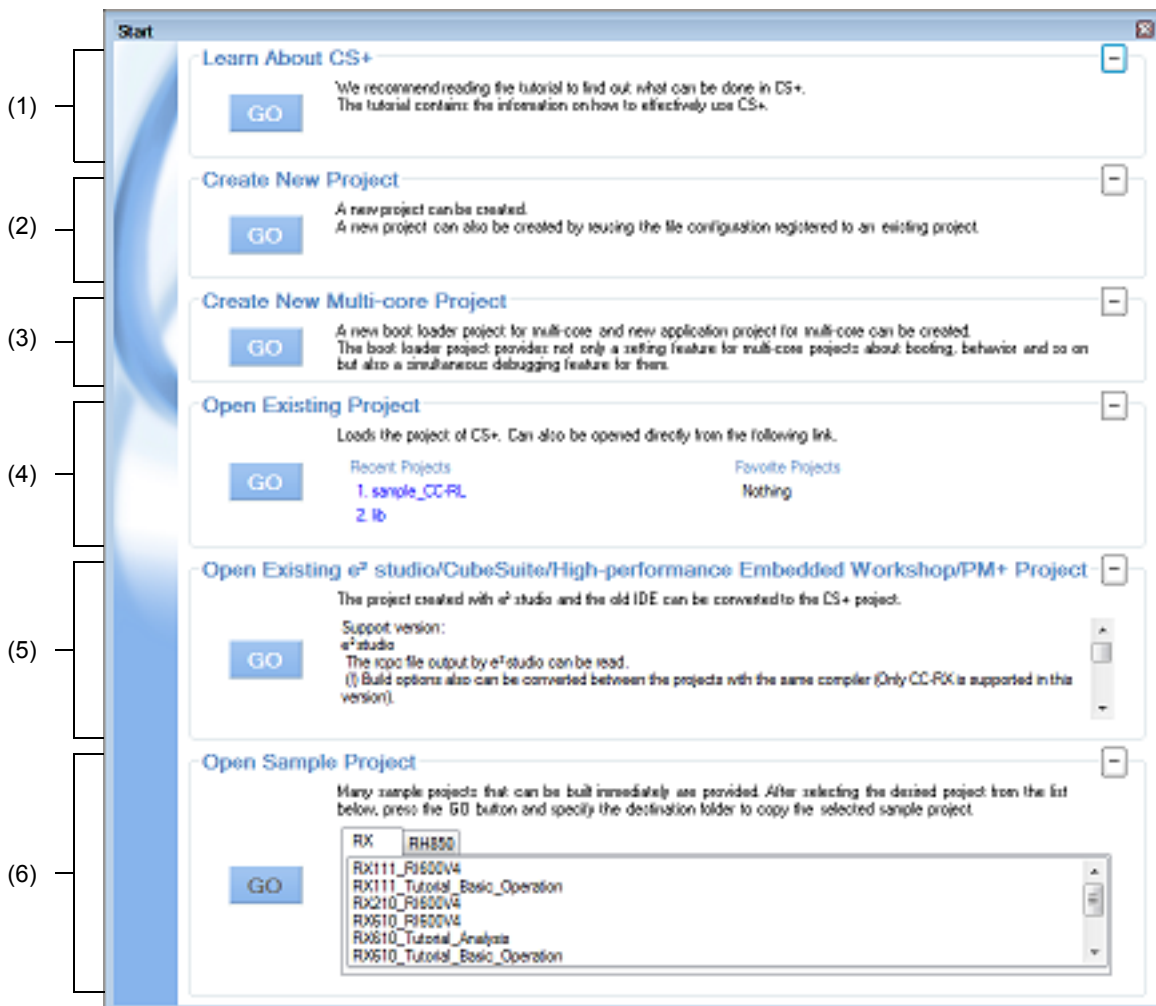 Start
(1)
Learn About CS+
GO
We recommend reading the tutorial to find out what can be done in CS+.
The tutorial contains the information on how to effectively use CS+.
(2)
Create New Project
GO
A new project can be created.
A new project can also be created by reusing the file configuration registered to an existing project.
(3)
Create New Multi-core Project
GO
A new boot loader project for multi-core and new application project for multi-core can be created.
The boot loader project provides not only a setting feature for multi-core projects about booting, behavior and so on
but also a simultaneous debugging feature for them.
(4)
Open Existing Project
GO
Loads the project of CS+. Can also be opened directly from the following link.
Recent Projects
1. sample_CC-RL
2. lib
Favorite Projects
Nothing
(5)
Open Existing e² studio/CubeSuite/High-performance Embedded Workshop/PM+ Project
GO
The project created with e² studio and the old IDE can be converted to the CS+ project.
Support version:
e² studio
The rcpc file output by e² studio can be read.
(!) Build options also can be converted between the projects with the same compiler (Only CC-RX is supported in this
version).
(6)
Open Sample Project
GO
Many sample projects that can be built immediately are provided. After selecting the desired project from the list
below, press the GO button and specify the destination folder to copy the selected sample project.
RX
RH850
RX111_RI600V4
RX111_Tutorial_Basic_Operation
RX210_RI600V4
RX610_RI600V4
RX610_Tutorial_Analysis
RX610_Tutorial_Basic_Operation